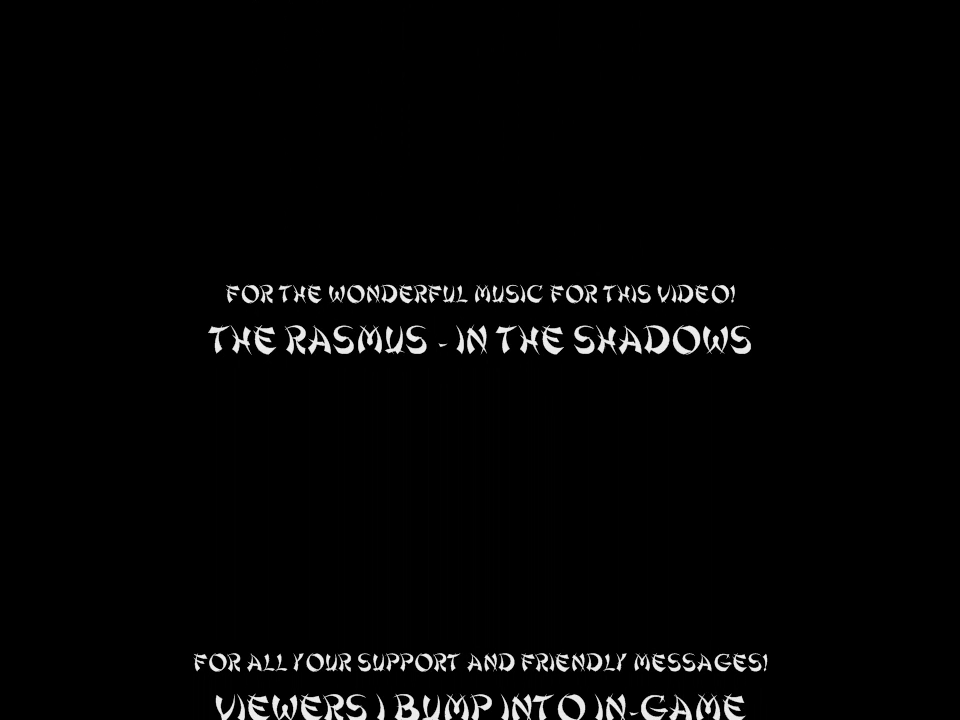 FOR THE WONDERFUL MUSIC FOR THIS VIDEO!
THE RASMUS - IN THE SHADOWS
FOR ALL YOUR SUPPORT AND FRIENDLY MESSAGES!
VIEWERS I BUMP INTO IN-GAME